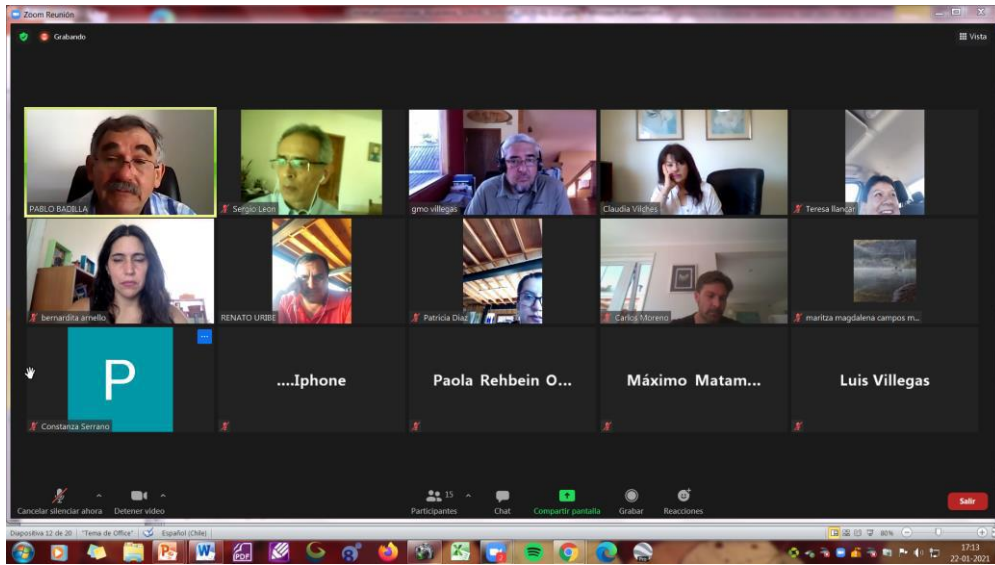 Zoom Reunión
Grabando
Vista
PABLO BADILLA
Sergio Leon
gmo villegas
Claudia Vilches
Teresa llancar
bernardita arnello
RENATO URIBE
Patricia Diaz
Carlos Moreno
maritza magdalena campos m...
P
Constanza Serrano
....Iphone
Paola Rehbein O...
Máximo Matam...
Luis Villegas
Cancelar silenciar ahora
Detener video
15
Participantes
Chat
Compartir pantalla
Grabar
Reacciones
Salir
Diapositiva 12 de 20
"Tema de Office"
Español (Chile)
80%
17:13
22-01-2021